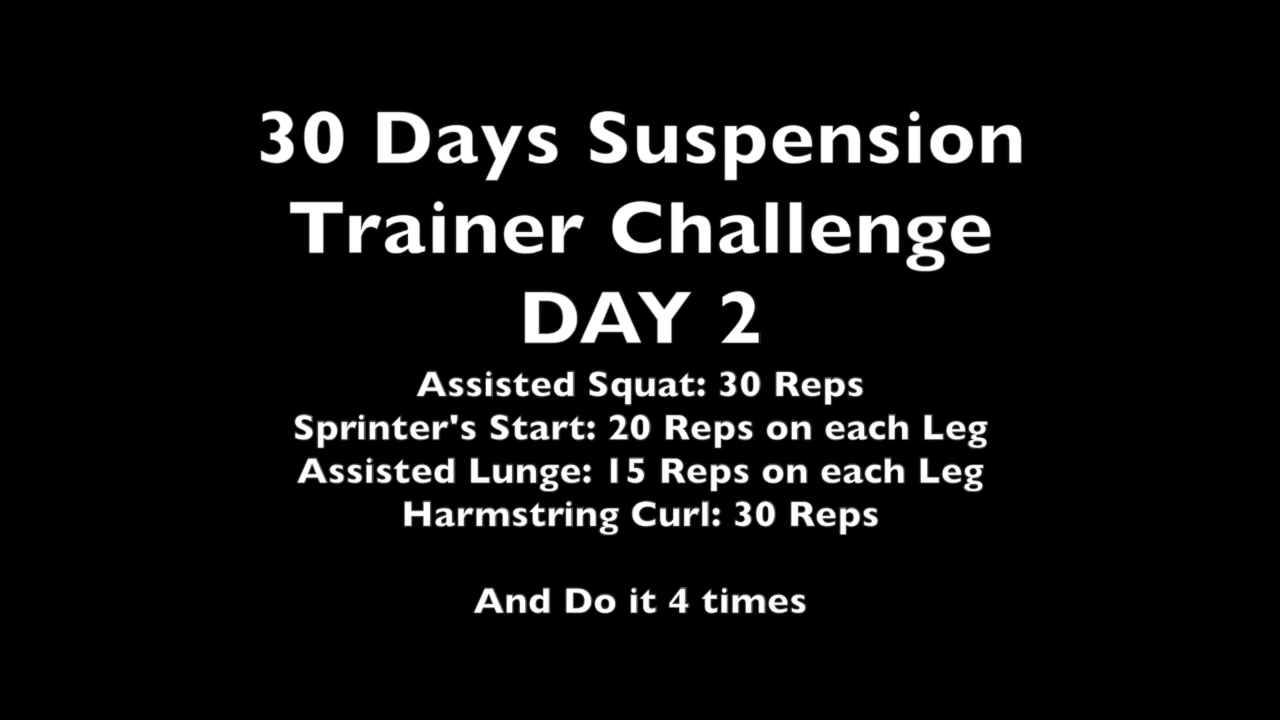 30 Days Suspension
Trainer Challenge
DAY 2
Assisted Squat: 30 Reps
Sprinter's Start: 20 Reps on each Leg
Assisted Lunge: 15 Reps on each Leg
Harmstring Curl: 30 Reps
And Do it 4 times